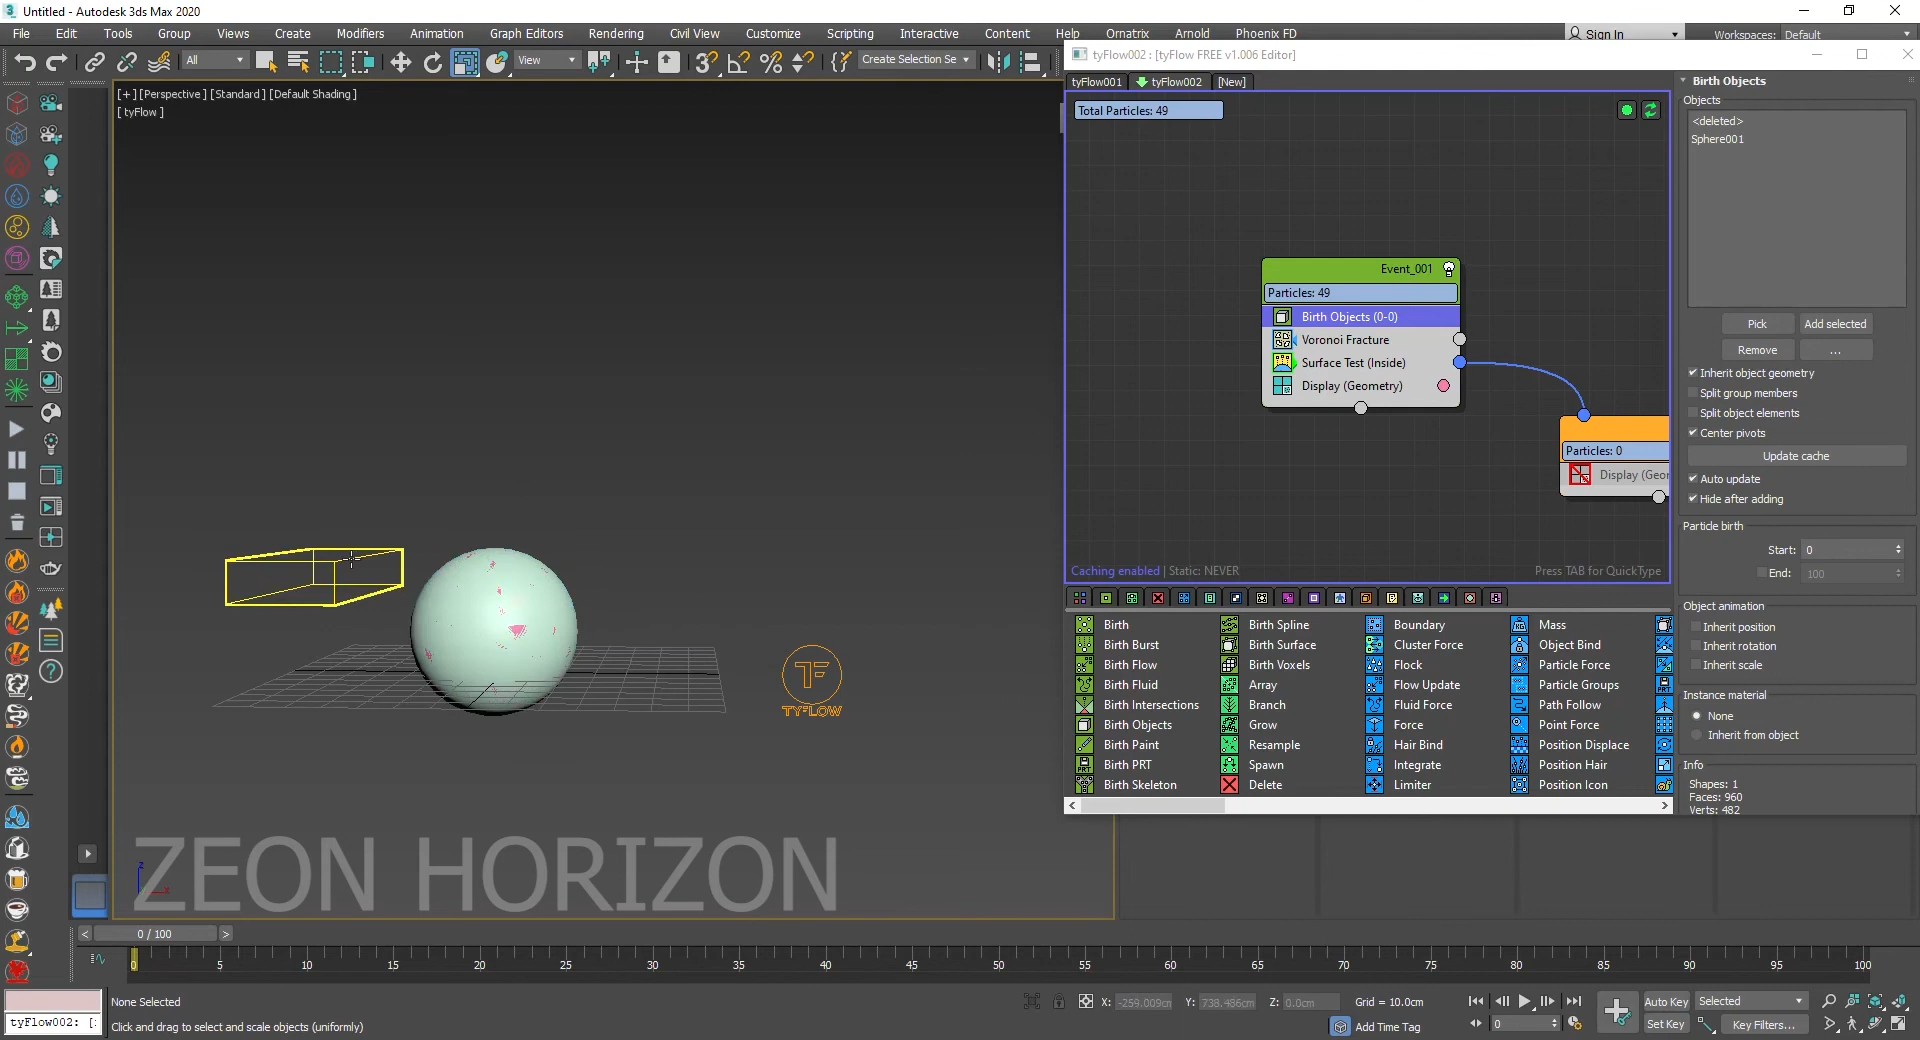 Untitled - Autodesk 3ds Max 2020
File Edit Tools Group Views Create Modifiers Animation Graph Editors Rendering Civil View Customize Scripting Interactive Content Help Ornatrix Arnold Phoenix FD Sign In Workspaces: Default
All View Create Selection Se
tyFlow002 : [tyFlow FREE v1.006 Editor]
tyFlow001 tyFlow002 [New]
[+] [Perspective] [Standard] [Default Shading]
[ tyFlow ]
Total Particles: 49
Event_001
Particles: 49
Birth Objects (0-0)
Voronoi Fracture
Surface Test (Inside)
Display (Geometry)
Particles: 0
Display (Geor
Caching enabled | Static: NEVER
Press TAB for QuickType
Birth Objects
Objects
<deleted>
Sphere001
Pick Add selected
Remove ...
Inherit object geometry
Split group members
Split object elements
Center pivots
Update cache
Auto update
Hide after adding
Particle birth
Start: 0
End: 100
Object animation
Inherit position
Inherit rotation
Inherit scale
Instance material
None
Inherit from object
Info
Shapes: 1
Faces: 960
Verts: 482
Birth Birth Spline Boundary Mass
Birth Burst Birth Surface Cluster Force Object Bind
Birth Flow Birth Voxels Flock Particle Force
Birth Fluid Array Flow Update Particle Groups
Birth Intersections Branch Fluid Force Path Follow
Birth Objects Grow Force Point Force
Birth Paint Resample Hair Bind Position Displace
Birth PRT Spawn Integrate Position Hair
Birth Skeleton Delete Limiter Position Icon
TF
TYFLOW
ZEON HORIZON
z
x
< 0 / 100 >
0 5 10 15 20 25 30 35 40 45 50 55 60 65 70 75 80 85 90 95 100
None Selected
X: -259.009cm Y: 738.486cm Z: 0.0cm Grid = 10.0cm
Auto Key Selected
tyFlow002: [:
Click and drag to select and scale objects (uniformly)
Add Time Tag
0
Set Key Key Filters...